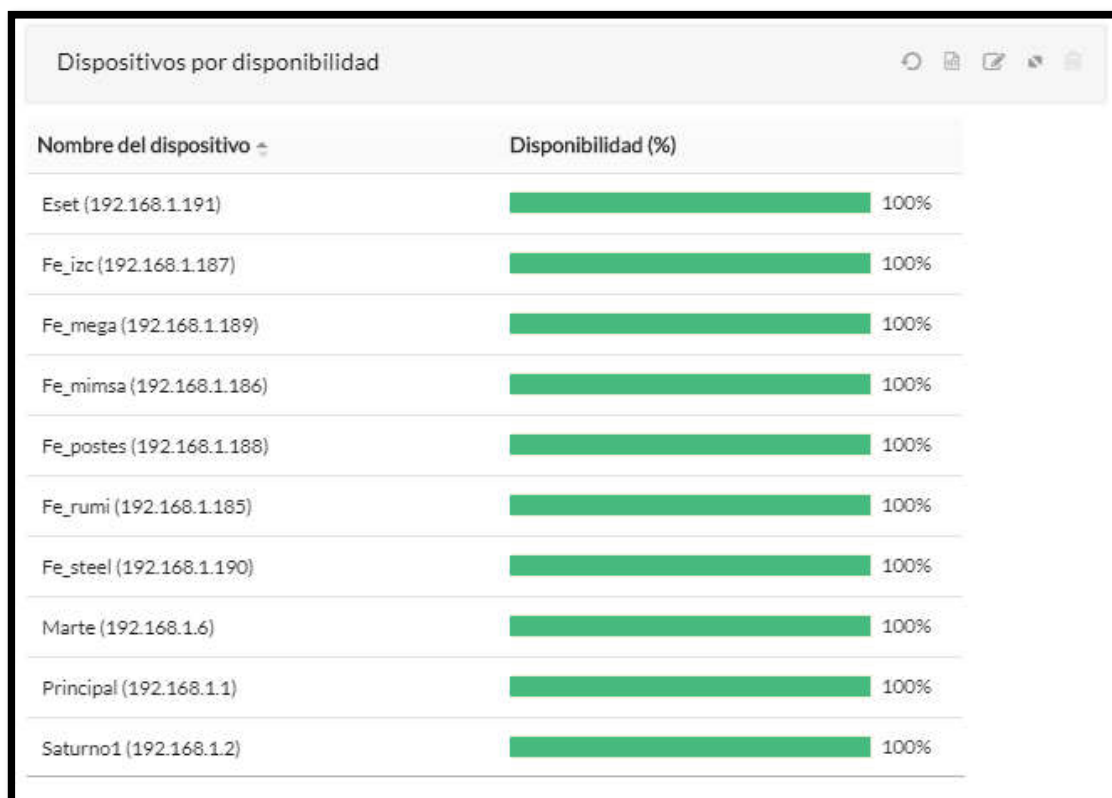 Dispositivos por disponibilidad
Nombre del dispositivo Disponibilidad (%)
Eset (192.168.1.191) 100%
Fe_izc (192.168.1.187) 100%
Fe_mega (192.168.1.189) 100%
Fe_mimsa (192.168.1.186) 100%
Fe_postes (192.168.1.188) 100%
Fe_rumi (192.168.1.185) 100%
Fe_steel (192.168.1.190) 100%
Marte (192.168.1.6) 100%
Principal (192.168.1.1) 100%
Saturno1 (192.168.1.2) 100%